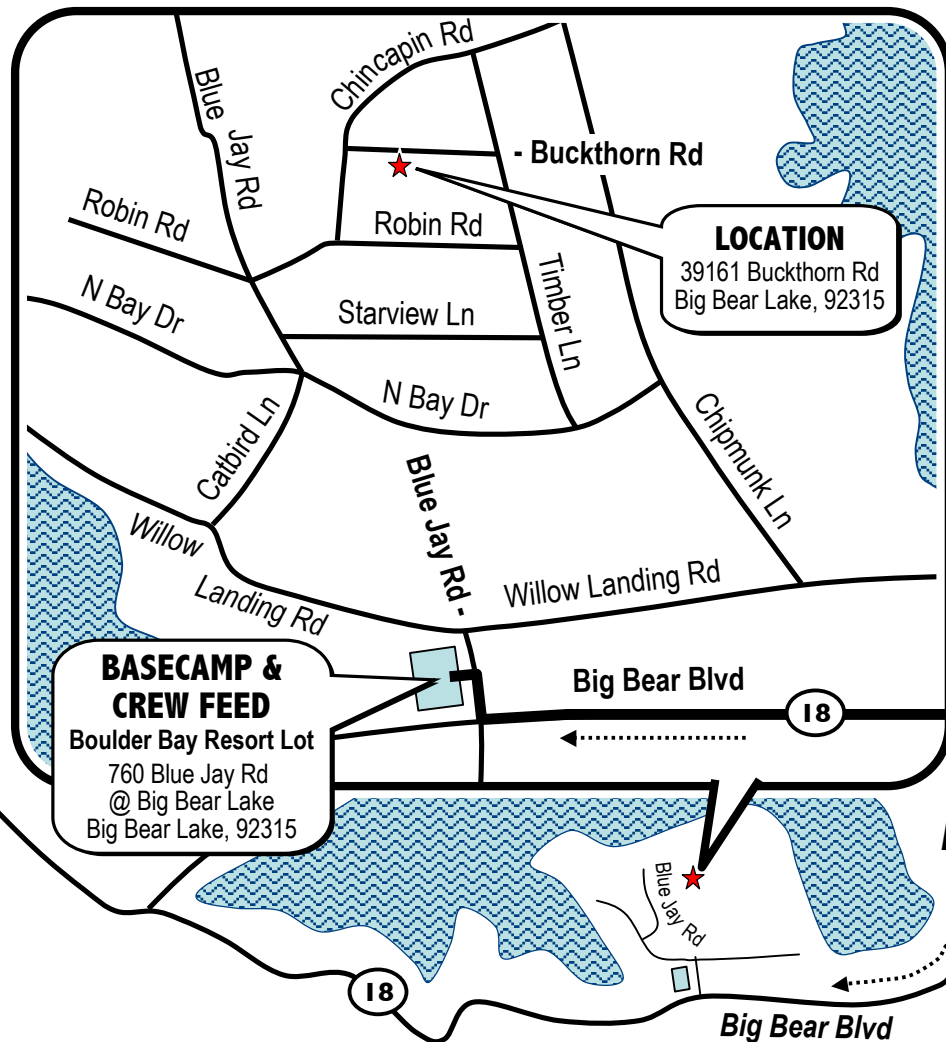 Chincapin Rd
Blue Jay Rd
- Buckthorn Rd
Robin Rd
Robin Rd
LOCATION
39161 Buckthorn Rd
Big Bear Lake, 92315
Timber Ln
N Bay Dr
Starview Ln
N Bay Dr
Catbird Ln
Chipmunk Ln
Blue Jay Rd -
Willow
Landing Rd
Willow Landing Rd
BASECAMP &
CREW FEED
Boulder Bay Resort Lot
760 Blue Jay Rd
@ Big Bear Lake
Big Bear Lake, 92315
Big Bear Blvd
18
Blue Jay Rd
18
Big Bear Blvd